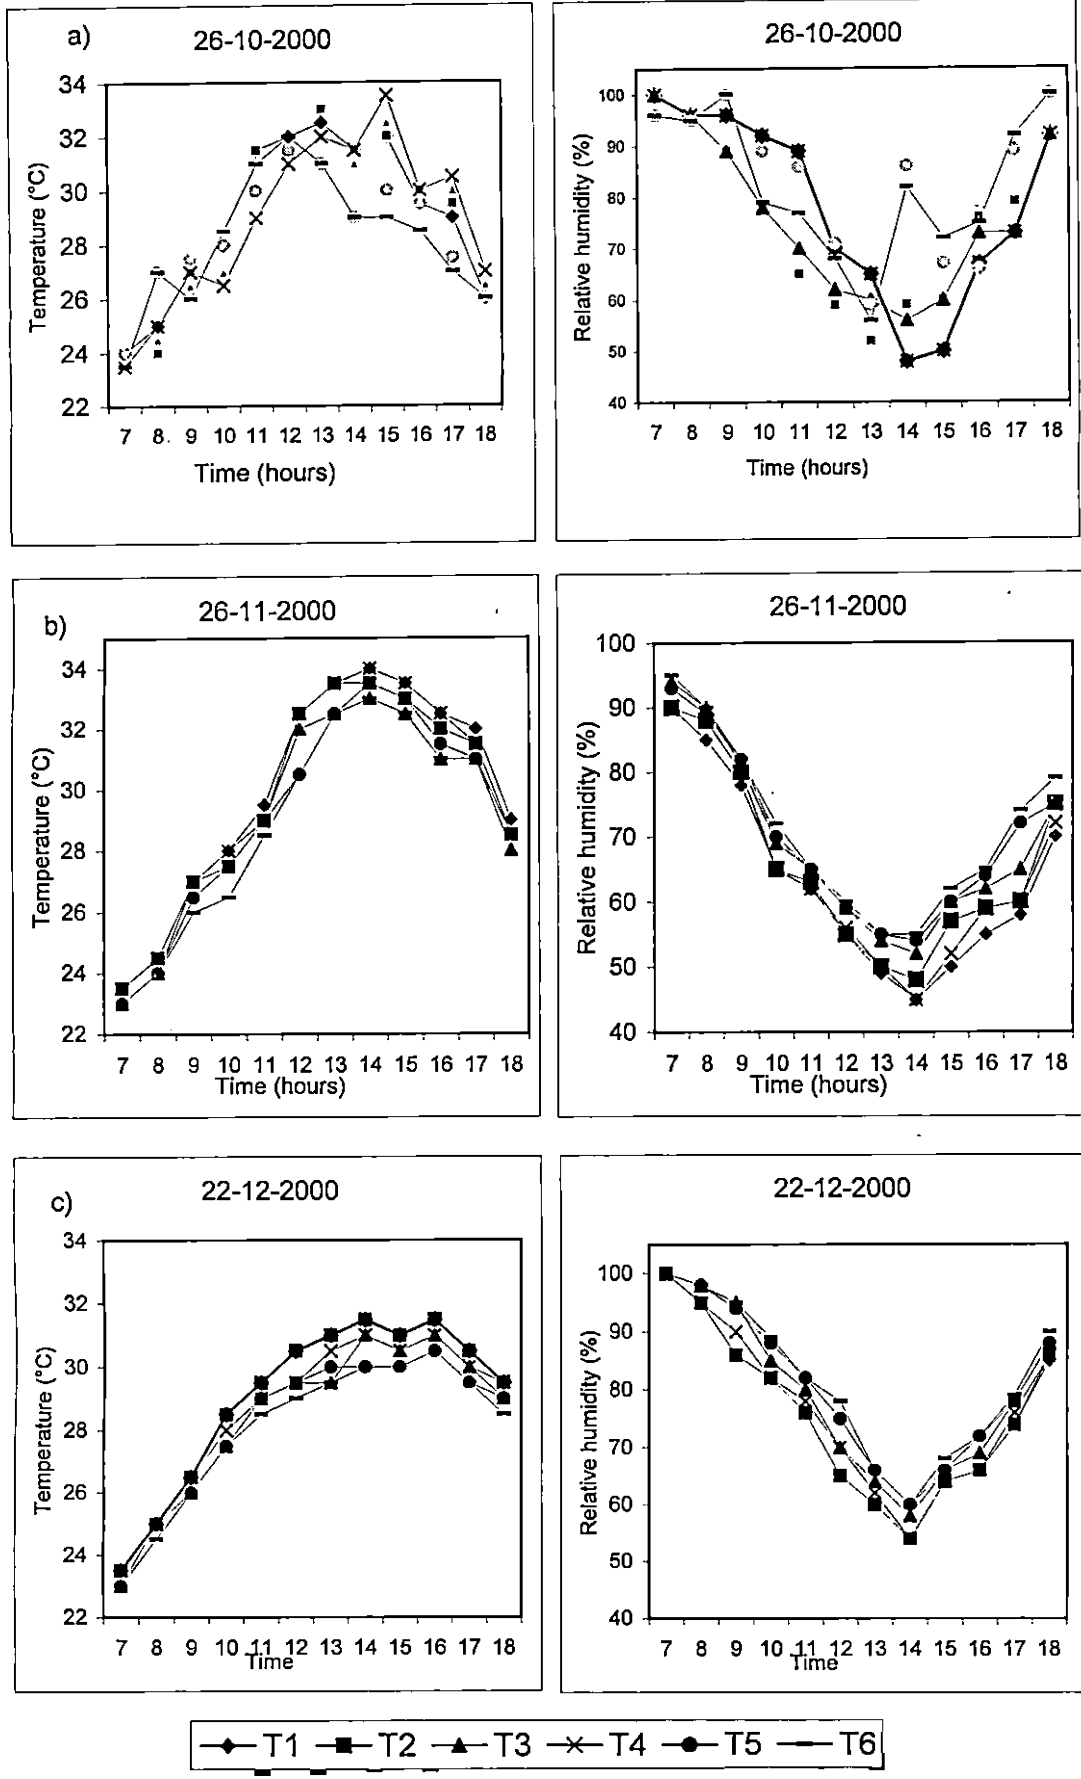 a)
26-10-2000
Temperature (°C)
34
32
30
28
26
24
22
7 8 9 10 11 12 13 14 15 16 17 18
Time (hours)
26-10-2000
Relative humidity (%)
100
90
80
70
60
50
40
7 8 9 10 11 12 13 14 15 16 17 18
Time (hours)
b)
26-11-2000
Temperature (°C)
34
32
30
28
26
24
22
7 8 9 10 11 12 13 14 15 16 17 18
Time (hours)
26-11-2000
Relative humidity (%)
100
90
80
70
60
50
40
7 8 9 10 11 12 13 14 15 16 17 18
Time (hours)
c)
22-12-2000
Temperature (°C)
34
32
30
28
26
24
22
7 8 9 10 11 12 13 14 15 16 17 18
Time
22-12-2000
Relative humidity (%)
100
90
80
70
60
50
40
7 8 9 10 11 12 13 14 15 16 17 18
Time
T1 T2 T3 T4 T5 T6